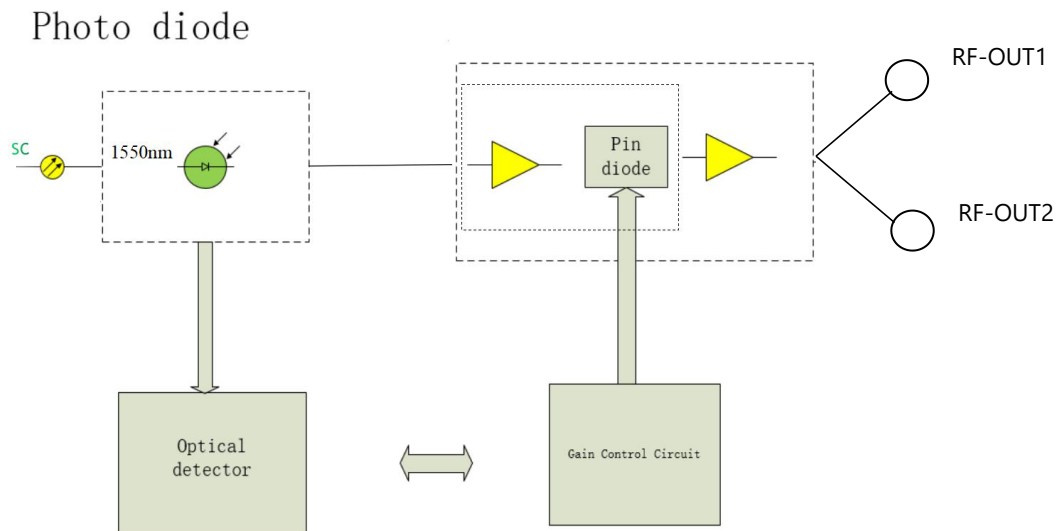 Photo diode
RF-OUT1
SC
1550nm
Pin
diode
RF-OUT2
Optical
detector
Gain Control Circuit